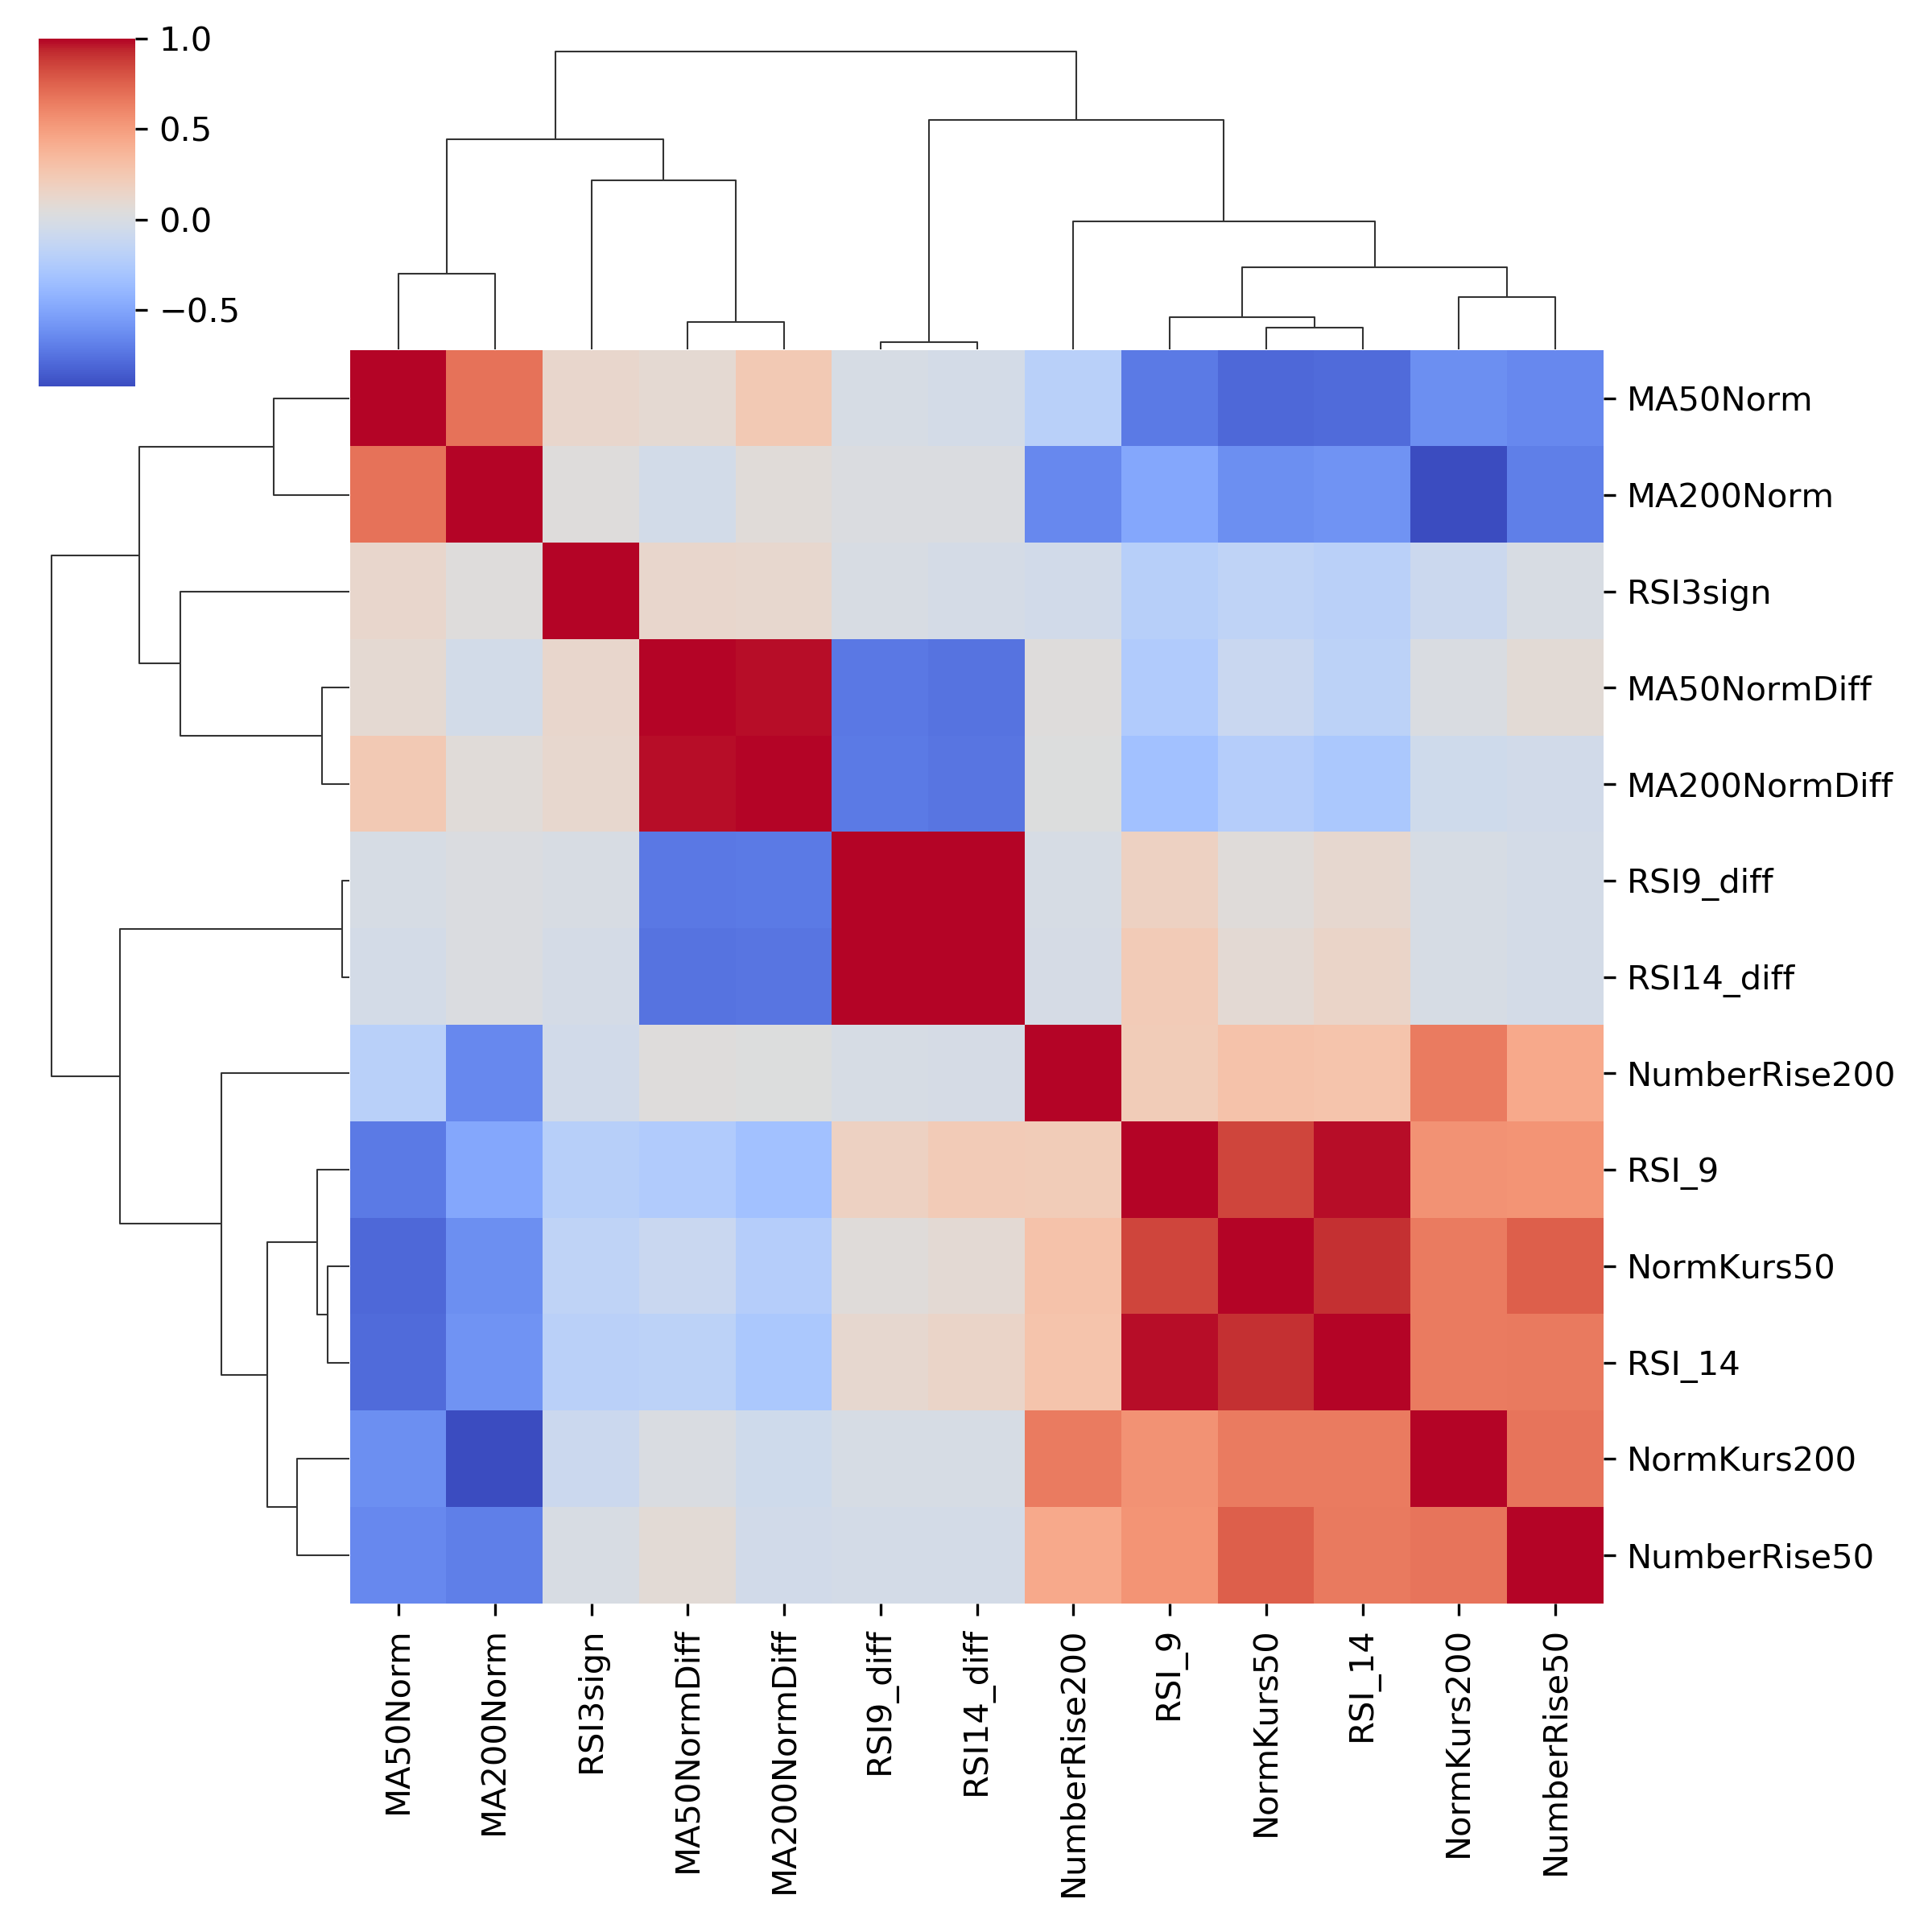 1.0
0.5
0.0
−0.5
MA50Norm
MA200Norm
RSI3sign
MA50NormDiff
MA200NormDiff
RSI9_diff
RSI14_diff
NumberRise200
RSI_9
NormKurs50
RSI_14
NormKurs200
NumberRise50
MA50Norm
MA200Norm
RSI3sign
MA50NormDiff
MA200NormDiff
RSI9_diff
RSI14_diff
NumberRise200
RSI_9
NormKurs50
RSI_14
NormKurs200
NumberRise50